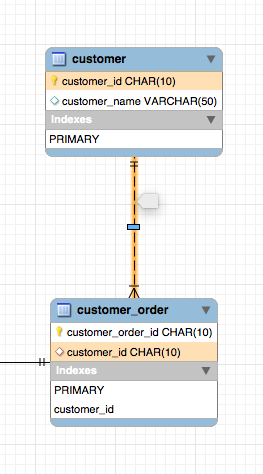 customer
customer_id CHAR(10)
customer_name VARCHAR(50)
Indexes
PRIMARY
customer_order
customer_order_id CHAR(10)
customer_id CHAR(10)
Indexes
PRIMARY
customer_id